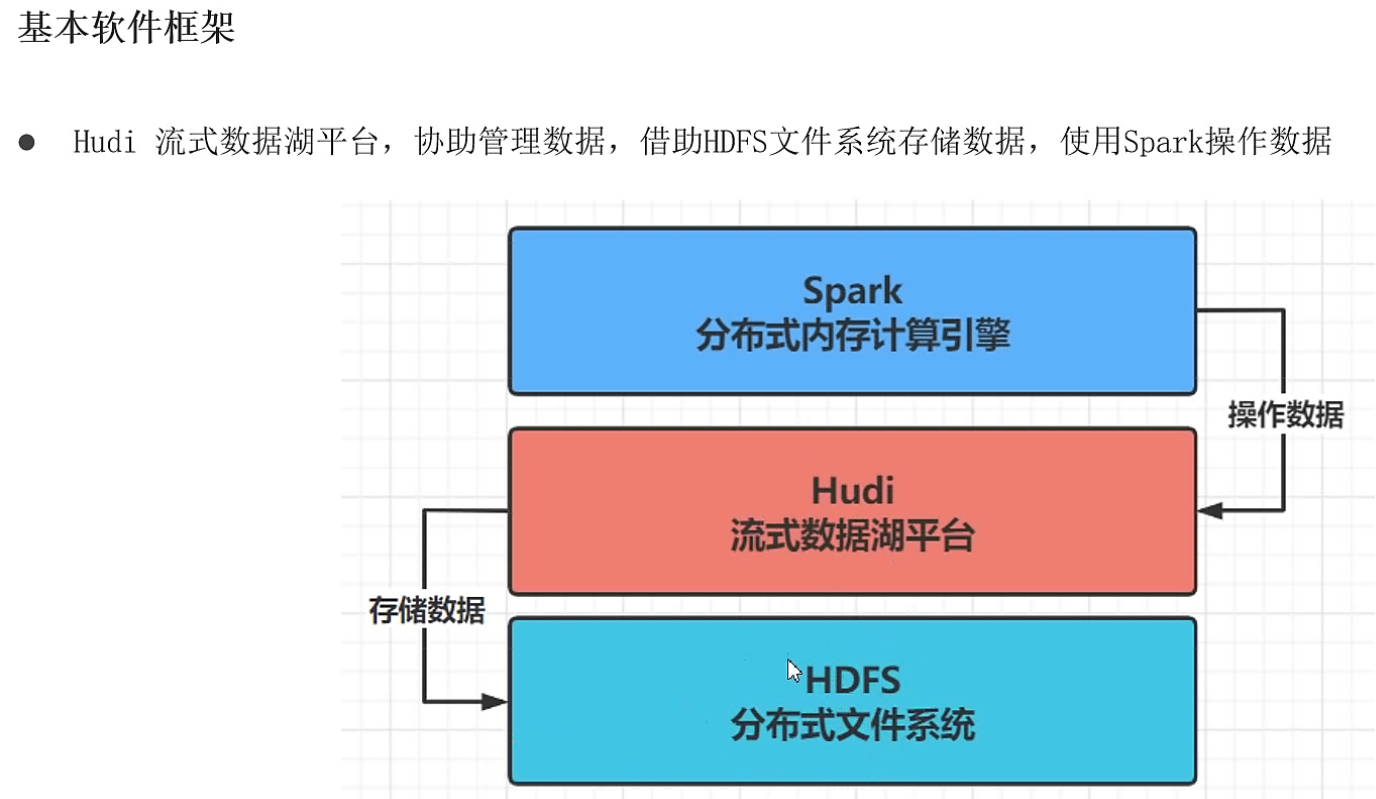 基本软件框架
● Hudi 流式数据湖平台，协助管理数据，借助HDFS文件系统存储数据，使用Spark操作数据
Spark
分布式内存计算引擎
操作数据
Hudi
流式数据湖平台
存储数据
HDFS
分布式文件系统